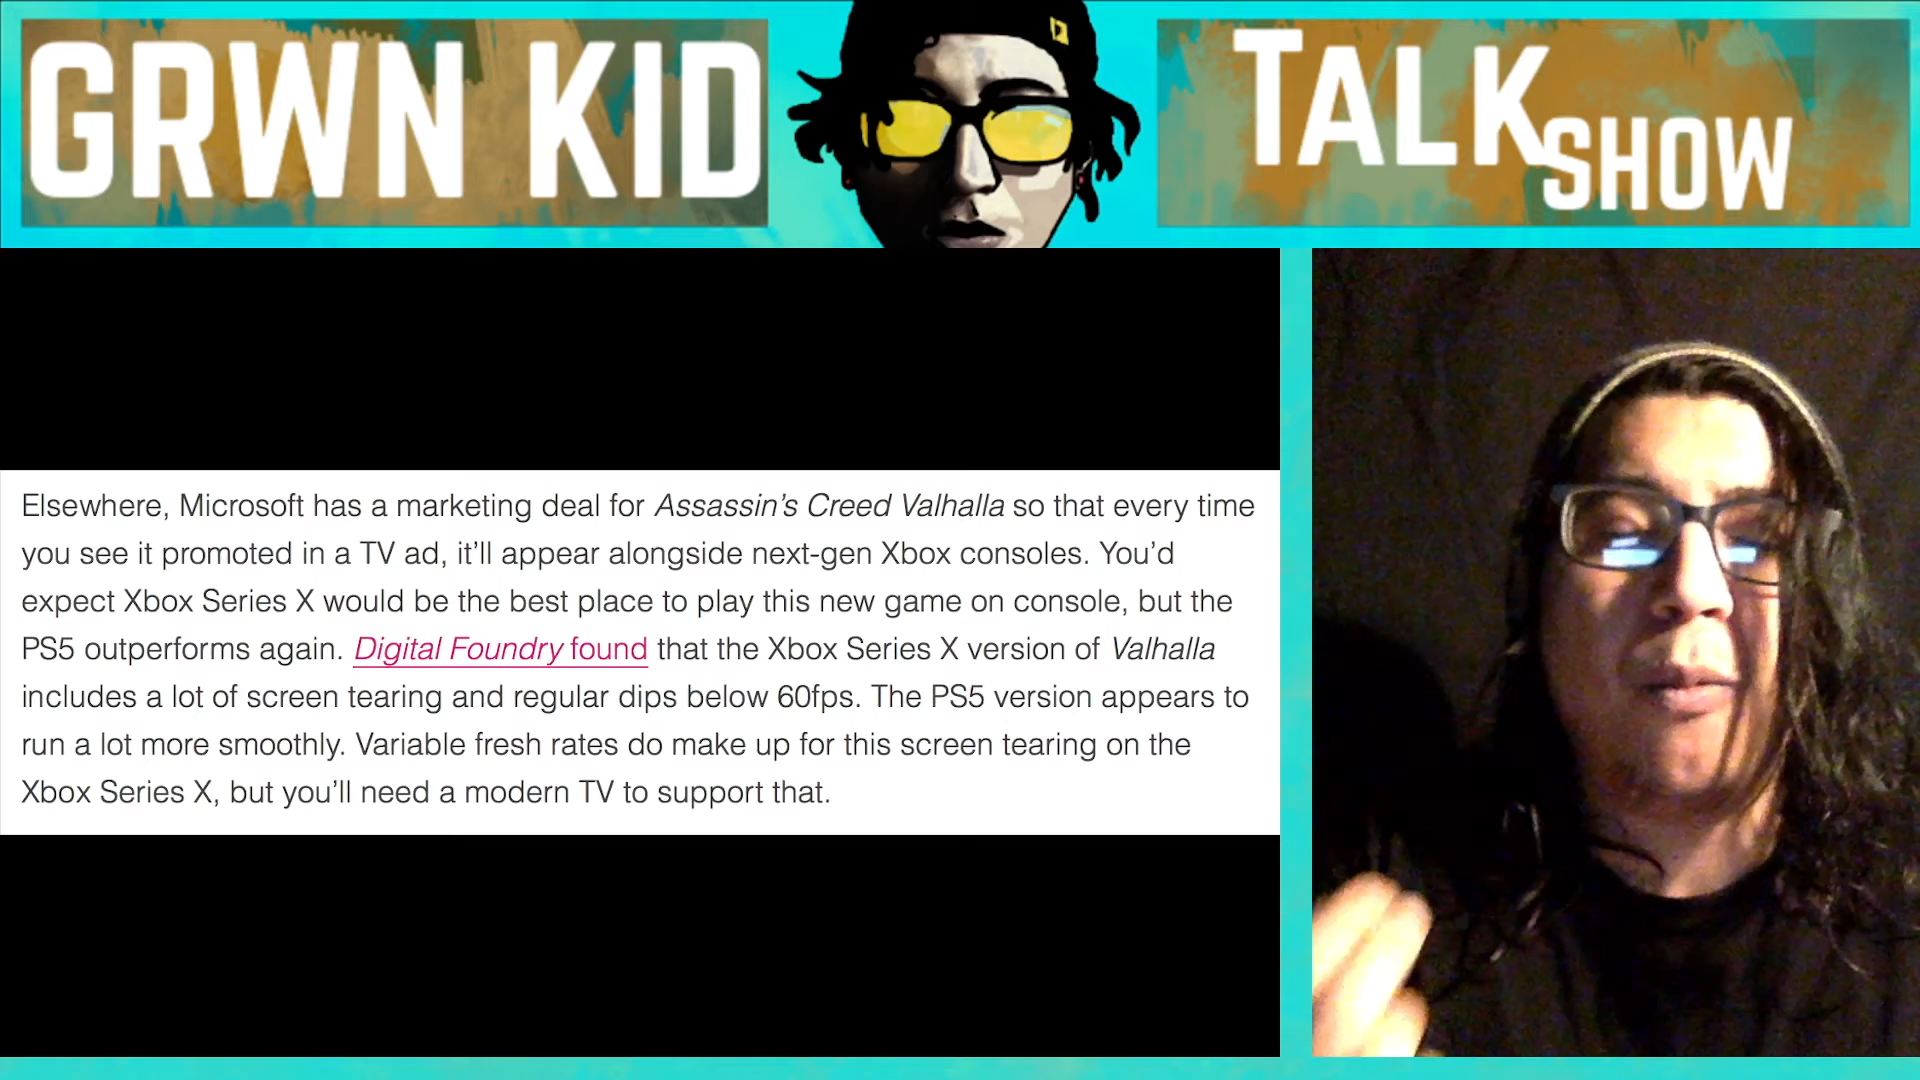 GRWN KID
TALK SHOW
Elsewhere, Microsoft has a marketing deal for Assassin’s Creed Valhalla so that every time
you see it promoted in a TV ad, it’ll appear alongside next-gen Xbox consoles. You’d
expect Xbox Series X would be the best place to play this new game on console, but the
PS5 outperforms again. Digital Foundry found that the Xbox Series X version of Valhalla
includes a lot of screen tearing and regular dips below 60fps. The PS5 version appears to
run a lot more smoothly. Variable fresh rates do make up for this screen tearing on the
Xbox Series X, but you’ll need a modern TV to support that.